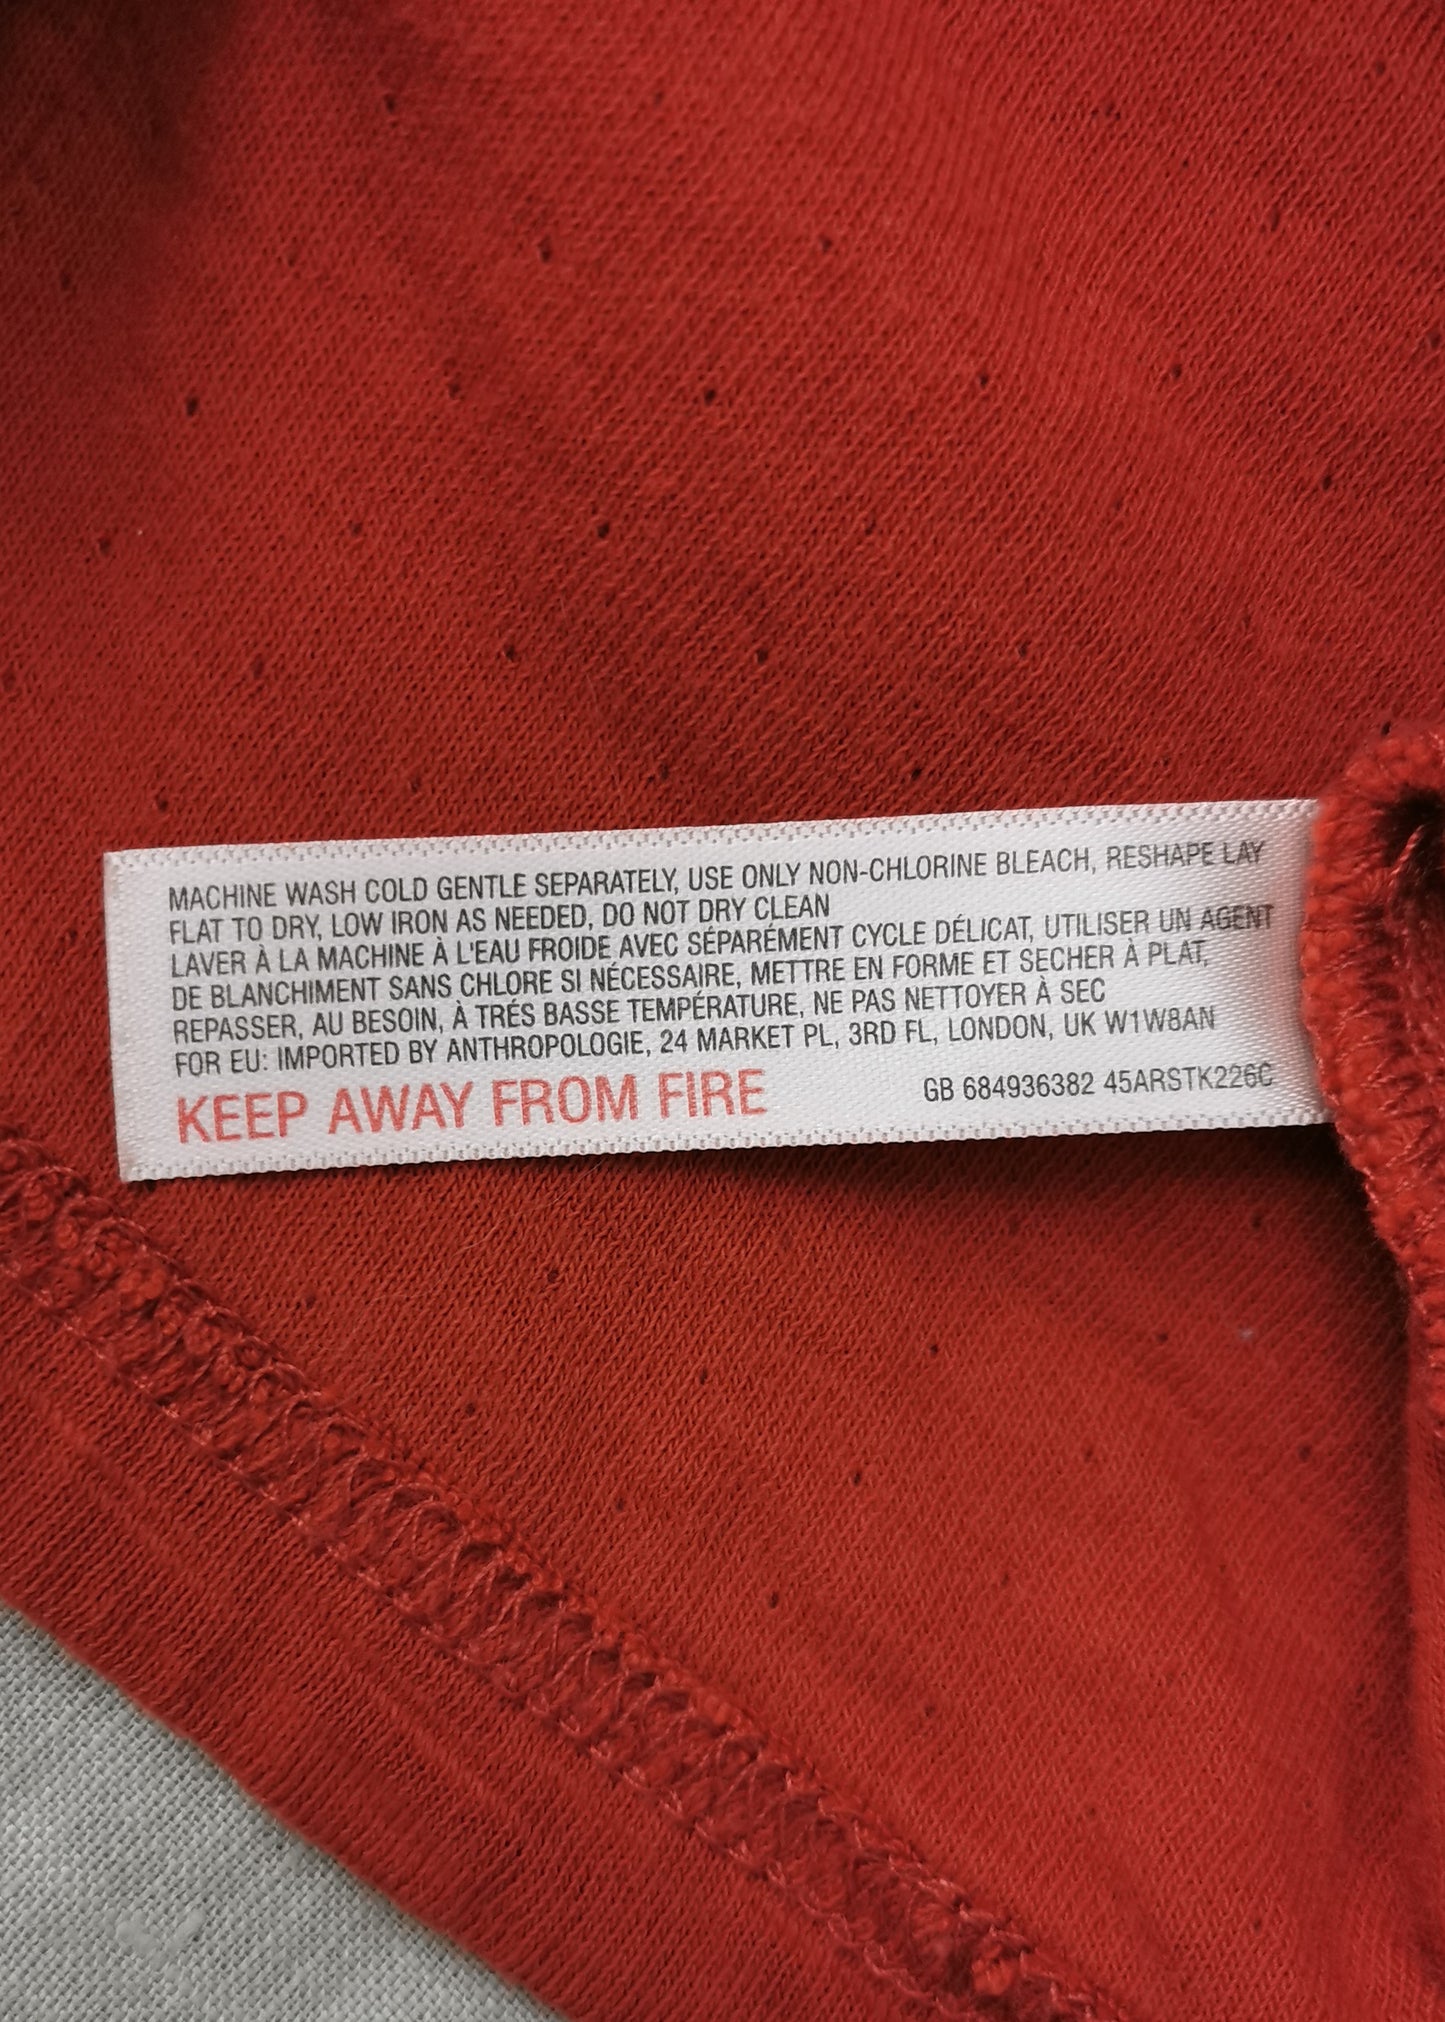 MACHINE WASH COLD GENTLE SEPARATELY, USE ONLY NON-CHLORINE BLEACH, RESHAPE LAY
FLAT TO DRY, LOW IRON AS NEEDED, DO NOT DRY CLEAN
LAVER À LA MACHINE À L'EAU FROIDE AVEC SÉPARÉMENT CYCLE DÉLICAT, UTILISER UN AGENT
DE BLANCHIMENT SANS CHLORE SI NÉCESSAIRE, METTRE EN FORME ET SECHER À PLAT,
REPASSER, AU BESOIN, À TRÉS BASSE TEMPÉRATURE, NE PAS NETTOYER À SEC
FOR EU: IMPORTED BY ANTHROPOLOGIE, 24 MARKET PL, 3RD FL, LONDON, UK W1W8AN
KEEP AWAY FROM FIRE GB 684936382 45ARSTK226C